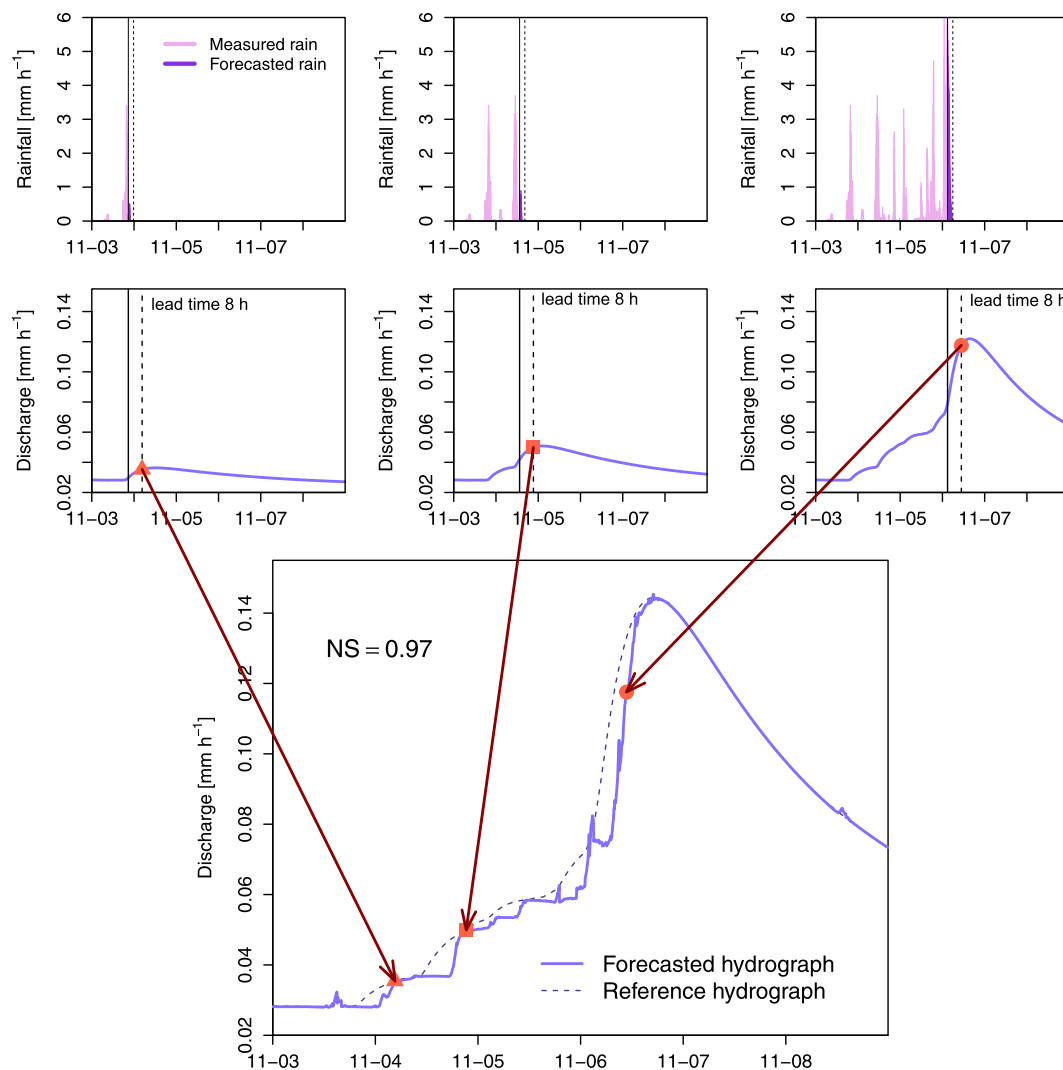 Rainfall [mm h⁻¹]
0 1 2 3 4 5 6
Measured rain
Forecasted rain
11−03 11−05 11−07
Rainfall [mm h⁻¹]
0 1 2 3 4 5 6
11−03 11−05 11−07
Rainfall [mm h⁻¹]
0 1 2 3 4 5 6
11−03 11−05 11−07
Discharge [mm h⁻¹]
0.02 0.06 0.10 0.14
lead time 8 h
11−03 11−05 11−07
Discharge [mm h⁻¹]
0.02 0.06 0.10 0.14
lead time 8 h
11−03 11−05 11−07
Discharge [mm h⁻¹]
0.02 0.06 0.10 0.14
lead time 8 h
11−03 11−05 11−07
Discharge [mm h⁻¹]
0.02 0.04 0.06 0.08 0.10 0.12 0.14
NS = 0.97
Forecasted hydrograph
Reference hydrograph
11−03 11−04 11−05 11−06 11−07 11−08